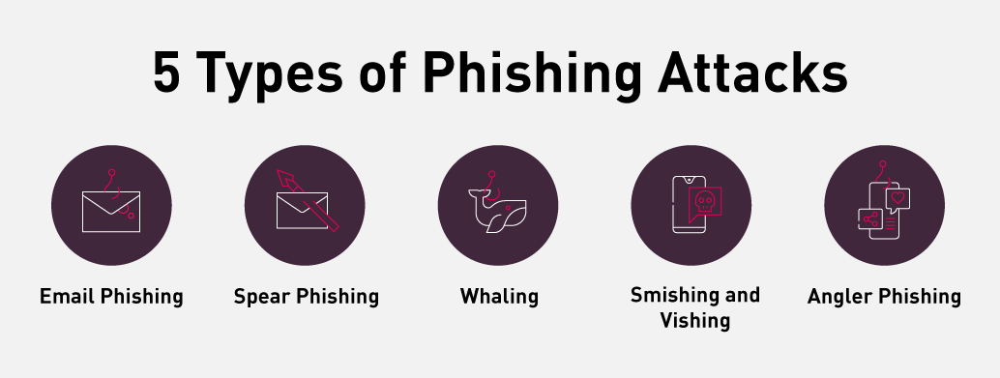 5 Types of Phishing Attacks
Email Phishing
Spear Phishing
Whaling
Smishing and
Vishing
Angler Phishing